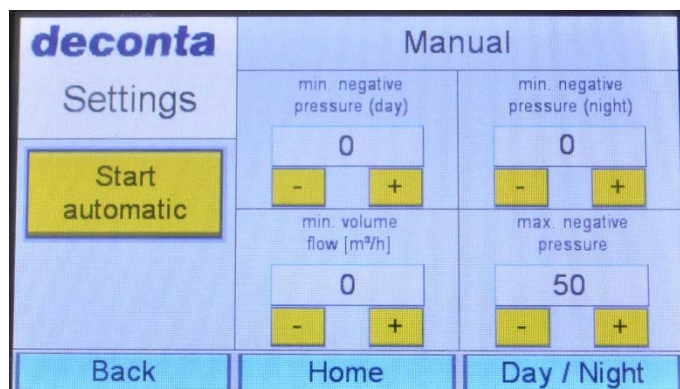 deconta
Manual
Settings
min. negative
pressure (day)
0
- +
min. negative
pressure (night)
0
- +
Start
automatic
min. volume
flow [m³/h]
0
- +
max. negative
pressure
50
- +
Back
Home
Day / Night